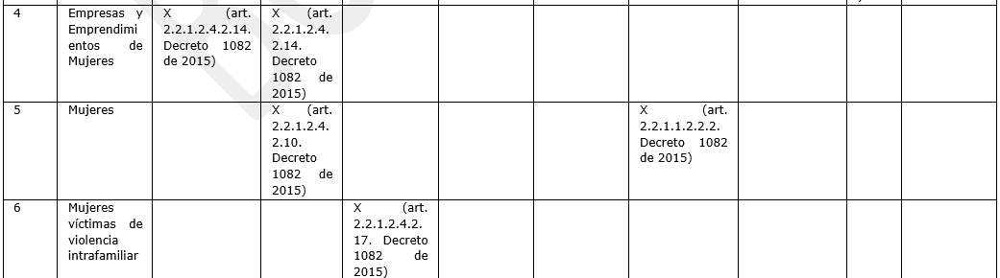 4
Empresas y
Emprendimi
entos de
Mujeres
X (art.
2.2.1.2.4.2.14.
Decreto 1082
de 2015)
X (art.
2.2.1.2.4.
2.14.
Decreto
1082 de
2015)
5
Mujeres
X (art.
2.2.1.2.4.
2.10.
Decreto
1082 de
2015)
X (art.
2.2.1.1.2.2.2.
Decreto 1082
de 2015)
6
Mujeres
víctimas de
violencia
intrafamiliar
X (art.
2.2.1.2.4.2.
17. Decreto
1082 de
2015)